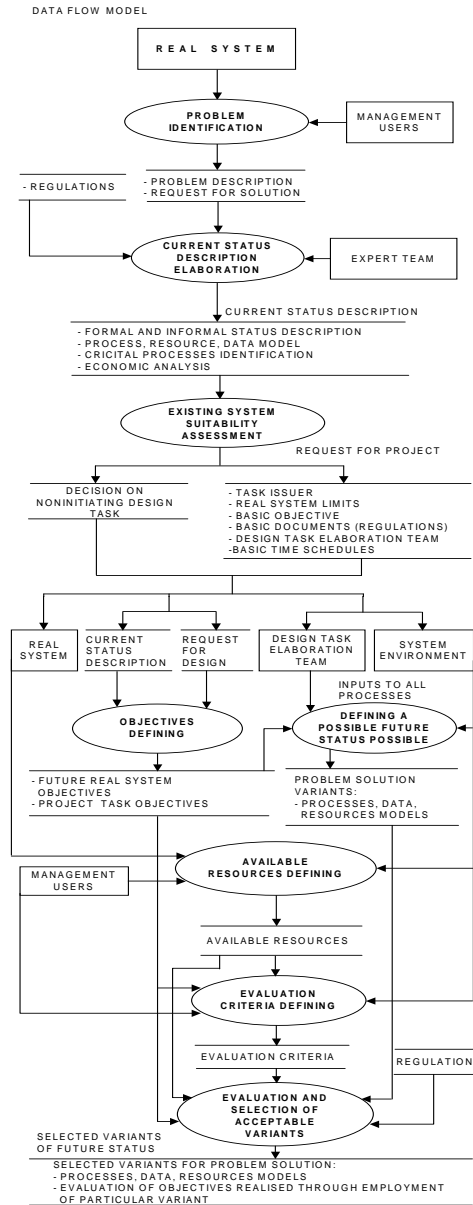 DATA FLOW MODEL
REAL SYSTEM
PROBLEM
IDENTIFICATION
MANAGEMENT
USERS
- REGULATIONS
- PROBLEM DESCRIPTION
- REQUEST FOR SOLUTION
CURRENT STATUS
DESCRIPTION
ELABORATION
EXPERT TEAM
CURRENT STATUS DESCRIPTION
- FORMAL AND INFORMAL STATUS DESCRIPTION
- PROCESS, RESOURCE, DATA MODEL
- CRICITAL PROCESSES IDENTIFICATION
- ECONOMIC ANALYSIS
EXISTING SYSTEM
SUITABILITY
ASSESSMENT
REQUEST FOR PROJECT
DECISION ON
NONINITIATING DESIGN
TASK
- TASK ISSUER
- REAL SYSTEM LIMITS
- BASIC OBJECTIVE
- BASIC DOCUMENTS (REGULATIONS)
- DESIGN TASK ELABORATION TEAM
-BASIC TIME SCHEDULES
REAL
SYSTEM
CURRENT
STATUS
DESCRIPTION
REQUEST
FOR
DESIGN
DESIGN TASK
ELABORATION
TEAM
SYSTEM
ENVIRONMENT
INPUTS TO ALL
PROCESSES
OBJECTIVES
DEFINING
DEFINING A
POSSIBLE FUTURE
STATUS POSSIBLE
- FUTURE REAL SYSTEM
OBJECTIVES
- PROJECT TASK OBJECTIVES
PROBLEM SOLUTION
VARIANTS:
- PROCESSES, DATA,
RESOURCES MODELS
MANAGEMENT
USERS
AVAILABLE
RESOURCES DEFINING
AVAILABLE RESOURCES
EVALUATION
CRITERIA DEFINING
EVALUATION CRITERIA
REGULATION
EVALUATION AND
SELECTION OF
ACCEPTABLE
VARIANTS
SELECTED VARIANTS
OF FUTURE STATUS
SELECTED VARIANTS FOR PROBLEM SOLUTION:
- PROCESSES, DATA, RESOURCES MODELS
- EVALUATION OF OBJECTIVES REALISED THROUGH EMPLOYMENT
OF PARTICULAR VARIANT